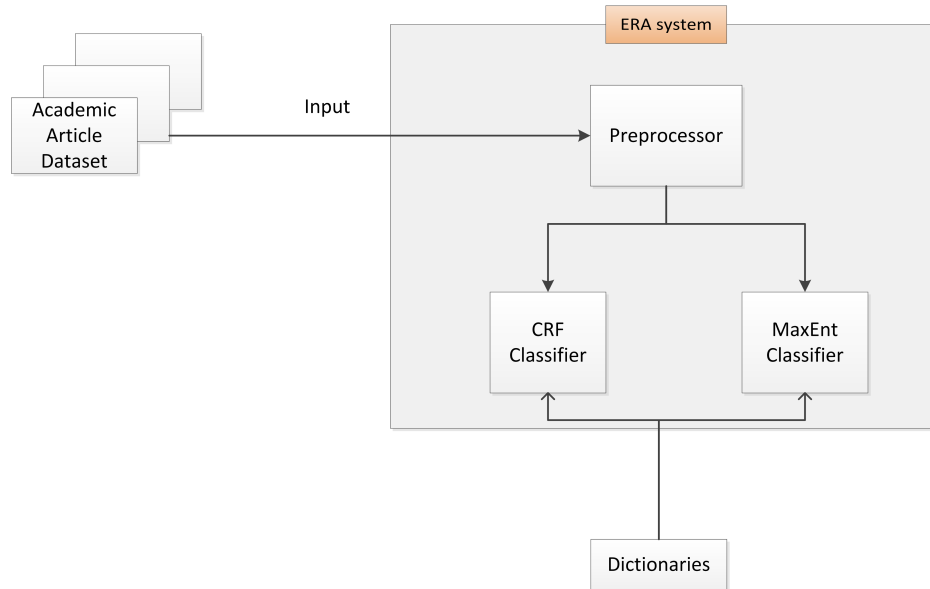 ERA system
Academic
Article
Dataset
Input
Preprocessor
CRF
Classifier
MaxEnt
Classifier
Dictionaries